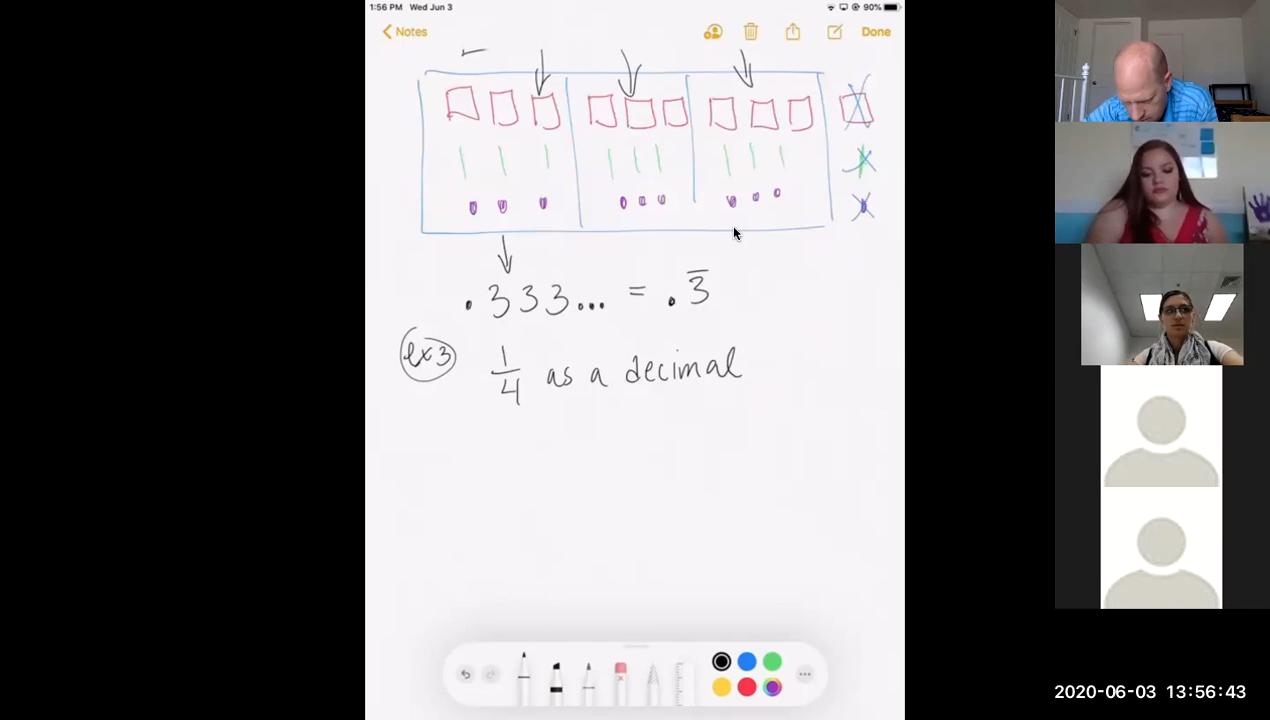 1:56 PM Wed Jun 3
90%
Notes
Done
.333... = .3̅
ex 3
1/4 as a decimal
2020-06-03 13:56:43